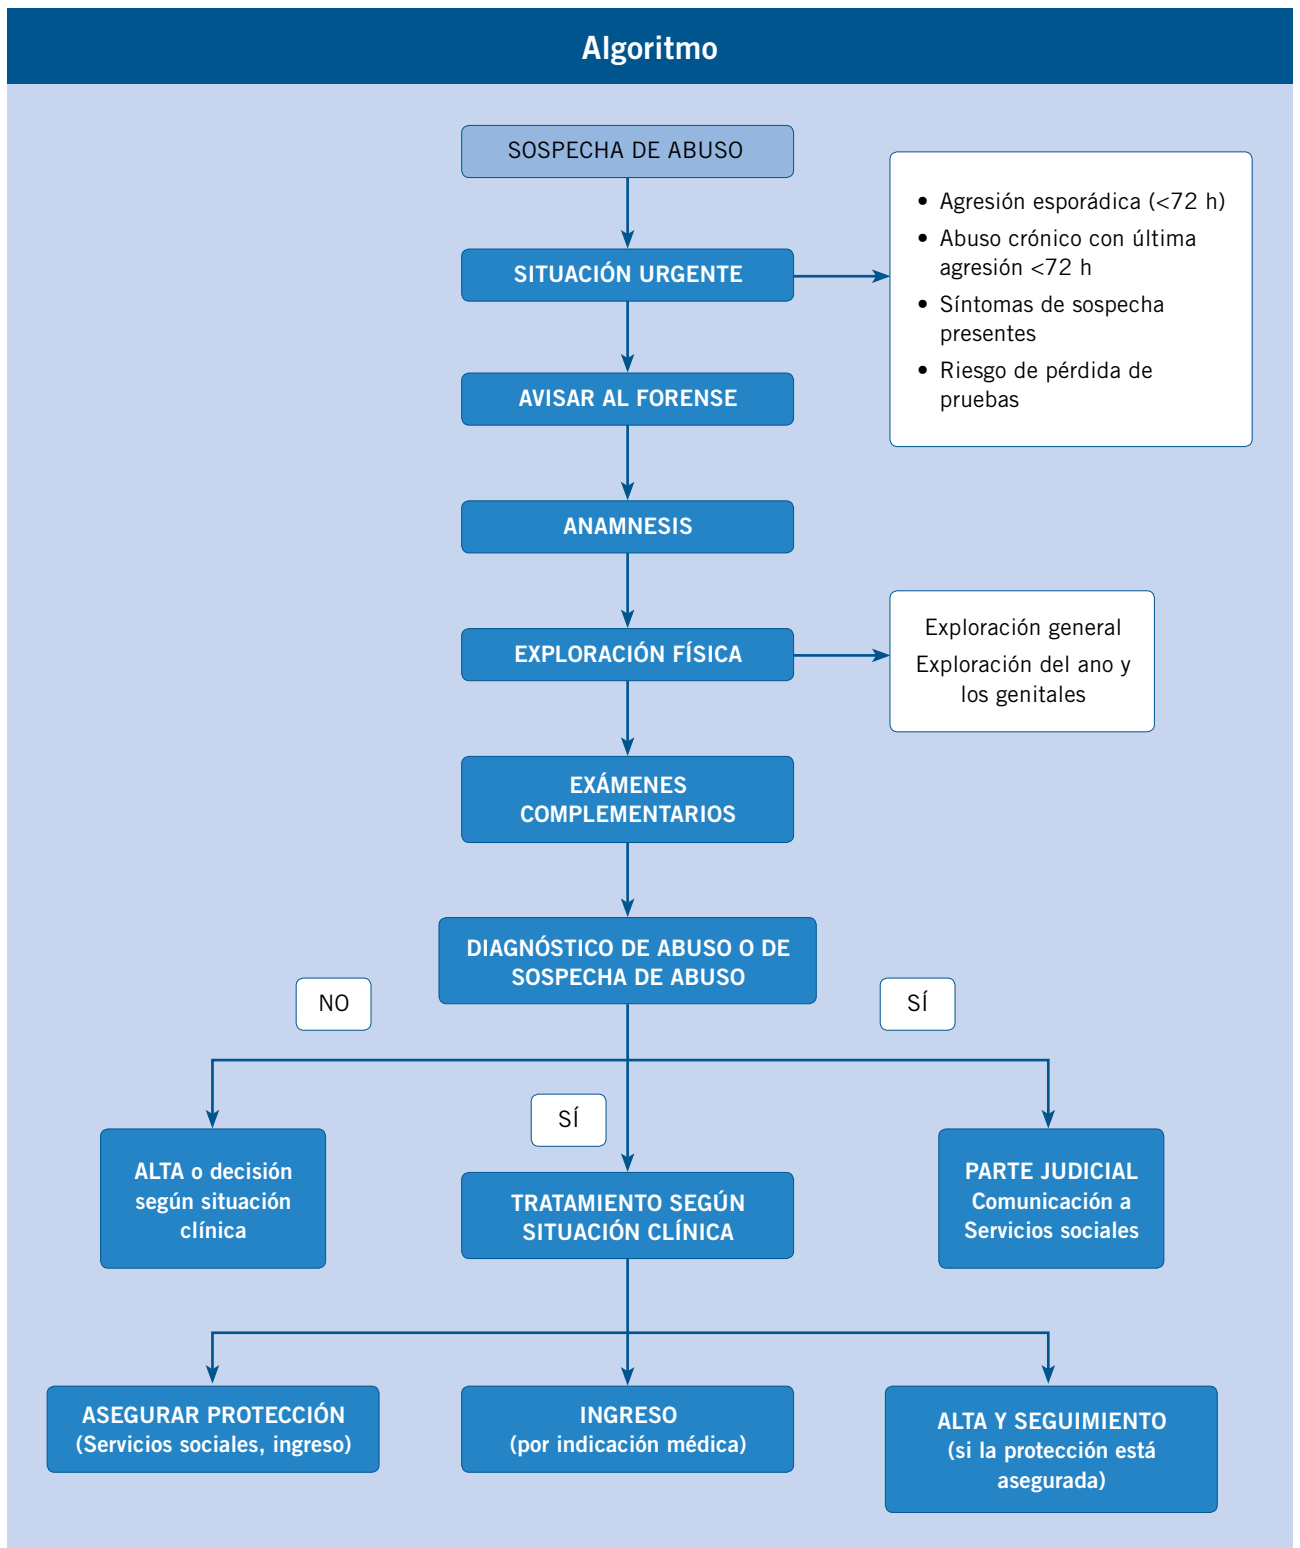 Algoritmo
SOSPECHA DE ABUSO
SITUACIÓN URGENTE
• Agresión esporádica (<72 h)
• Abuso crónico con última
agresión <72 h
• Síntomas de sospecha
presentes
• Riesgo de pérdida de
pruebas
AVISAR AL FORENSE
ANAMNESIS
EXPLORACIÓN FÍSICA
Exploración general
Exploración del ano y
los genitales
EXÁMENES
COMPLEMENTARIOS
DIAGNÓSTICO DE ABUSO O DE
SOSPECHA DE ABUSO
NO
SÍ
SÍ
ALTA o decisión
según situación
clínica
TRATAMIENTO SEGÚN
SITUACIÓN CLÍNICA
PARTE JUDICIAL
Comunicación a
Servicios sociales
ASEGURAR PROTECCIÓN
(Servicios sociales, ingreso)
INGRESO
(por indicación médica)
ALTA Y SEGUIMIENTO
(si la protección está
asegurada)